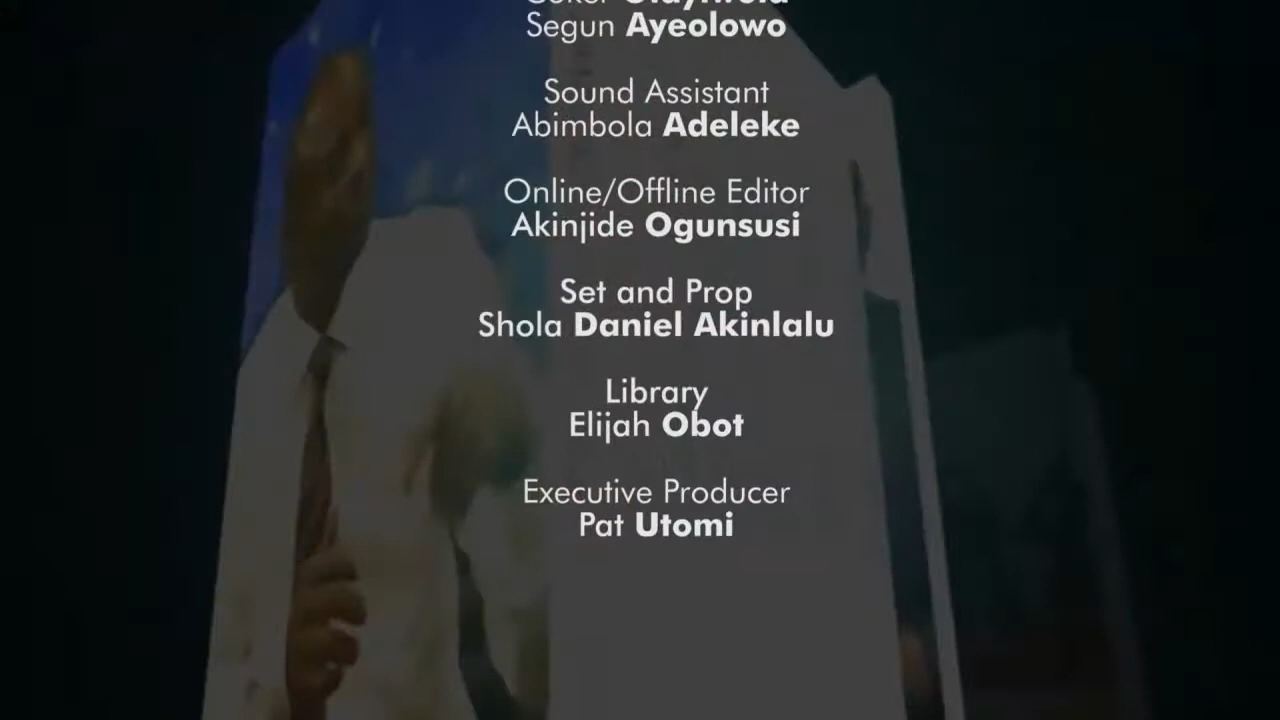 Segun Ayeolowo
Sound Assistant
Abimbola Adeleke
Online/Offline Editor
Akinjide Ogunsusi
Set and Prop
Shola Daniel Akinlalu
Library
Elijah Obot
Executive Producer
Pat Utomi